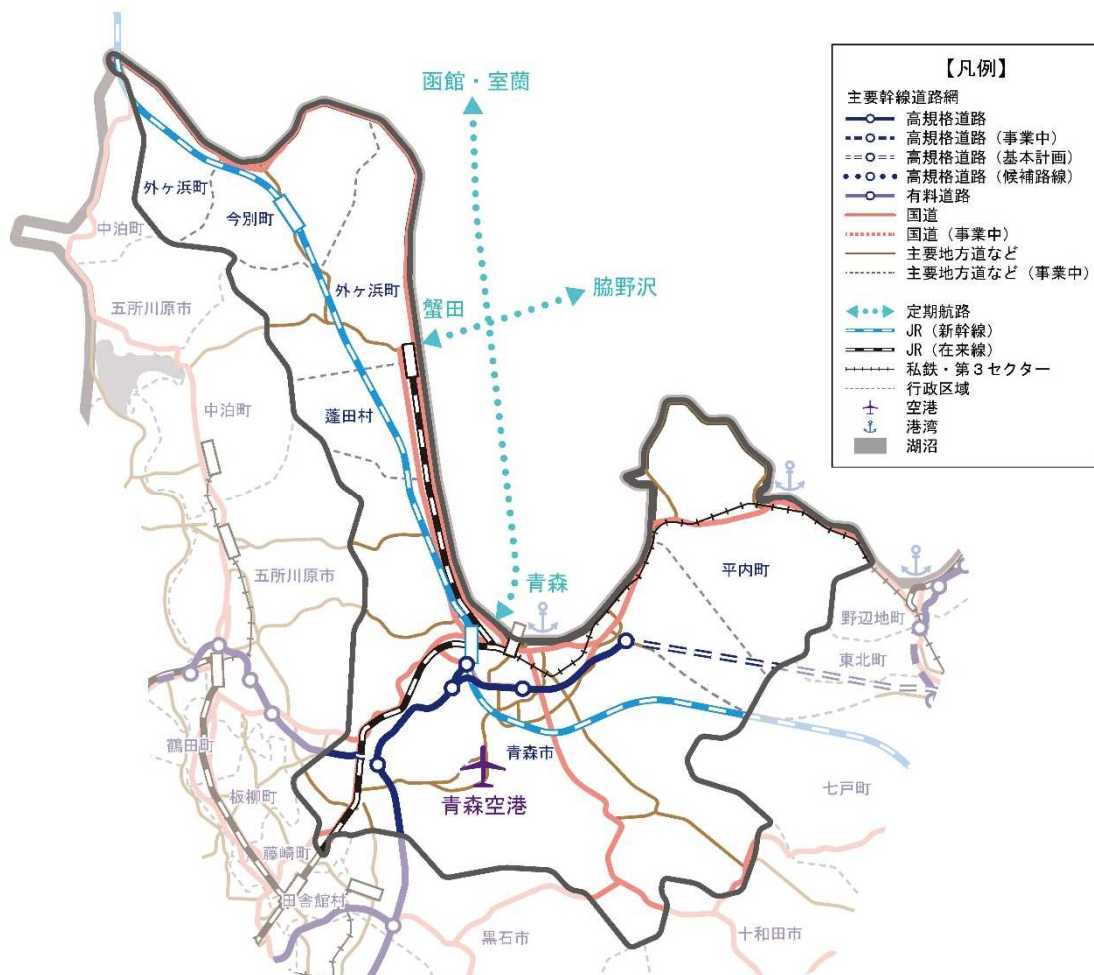 函館・室蘭
外ヶ浜町
今別町
中泊町
外ヶ浜町
脇野沢
蟹田
五所川原市
中泊町
蓬田村
五所川原市
青森
平内町
野辺地町
東北町
鶴田町
青森市
板柳町
青森空港
七戸町
藤崎町
田舎館村
黒石市
十和田市
【凡例】
主要幹線道路網
高規格道路
高規格道路（事業中）
高規格道路（基本計画）
高規格道路（候補路線）
有料道路
国道
国道（事業中）
主要地方道など
主要地方道など（事業中）
定期航路
JR（新幹線）
JR（在来線）
私鉄・第３セクター
行政区域
空港
港湾
湖沼